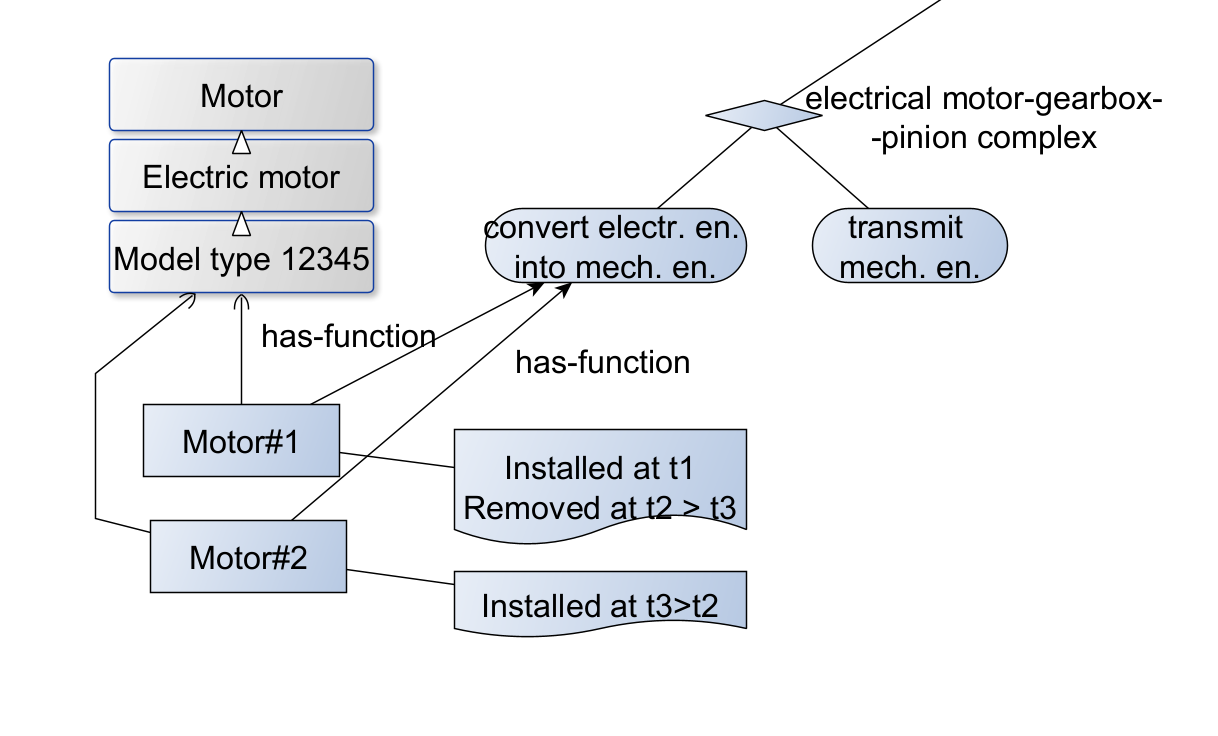 Motor
Electric motor
Model type 12345
electrical motor-gearbox-
-pinion complex
convert electr. en.
into mech. en.
transmit
mech. en.
has-function
has-function
Motor#1
Installed at t1
Removed at t2 > t3
Motor#2
Installed at t3>t2